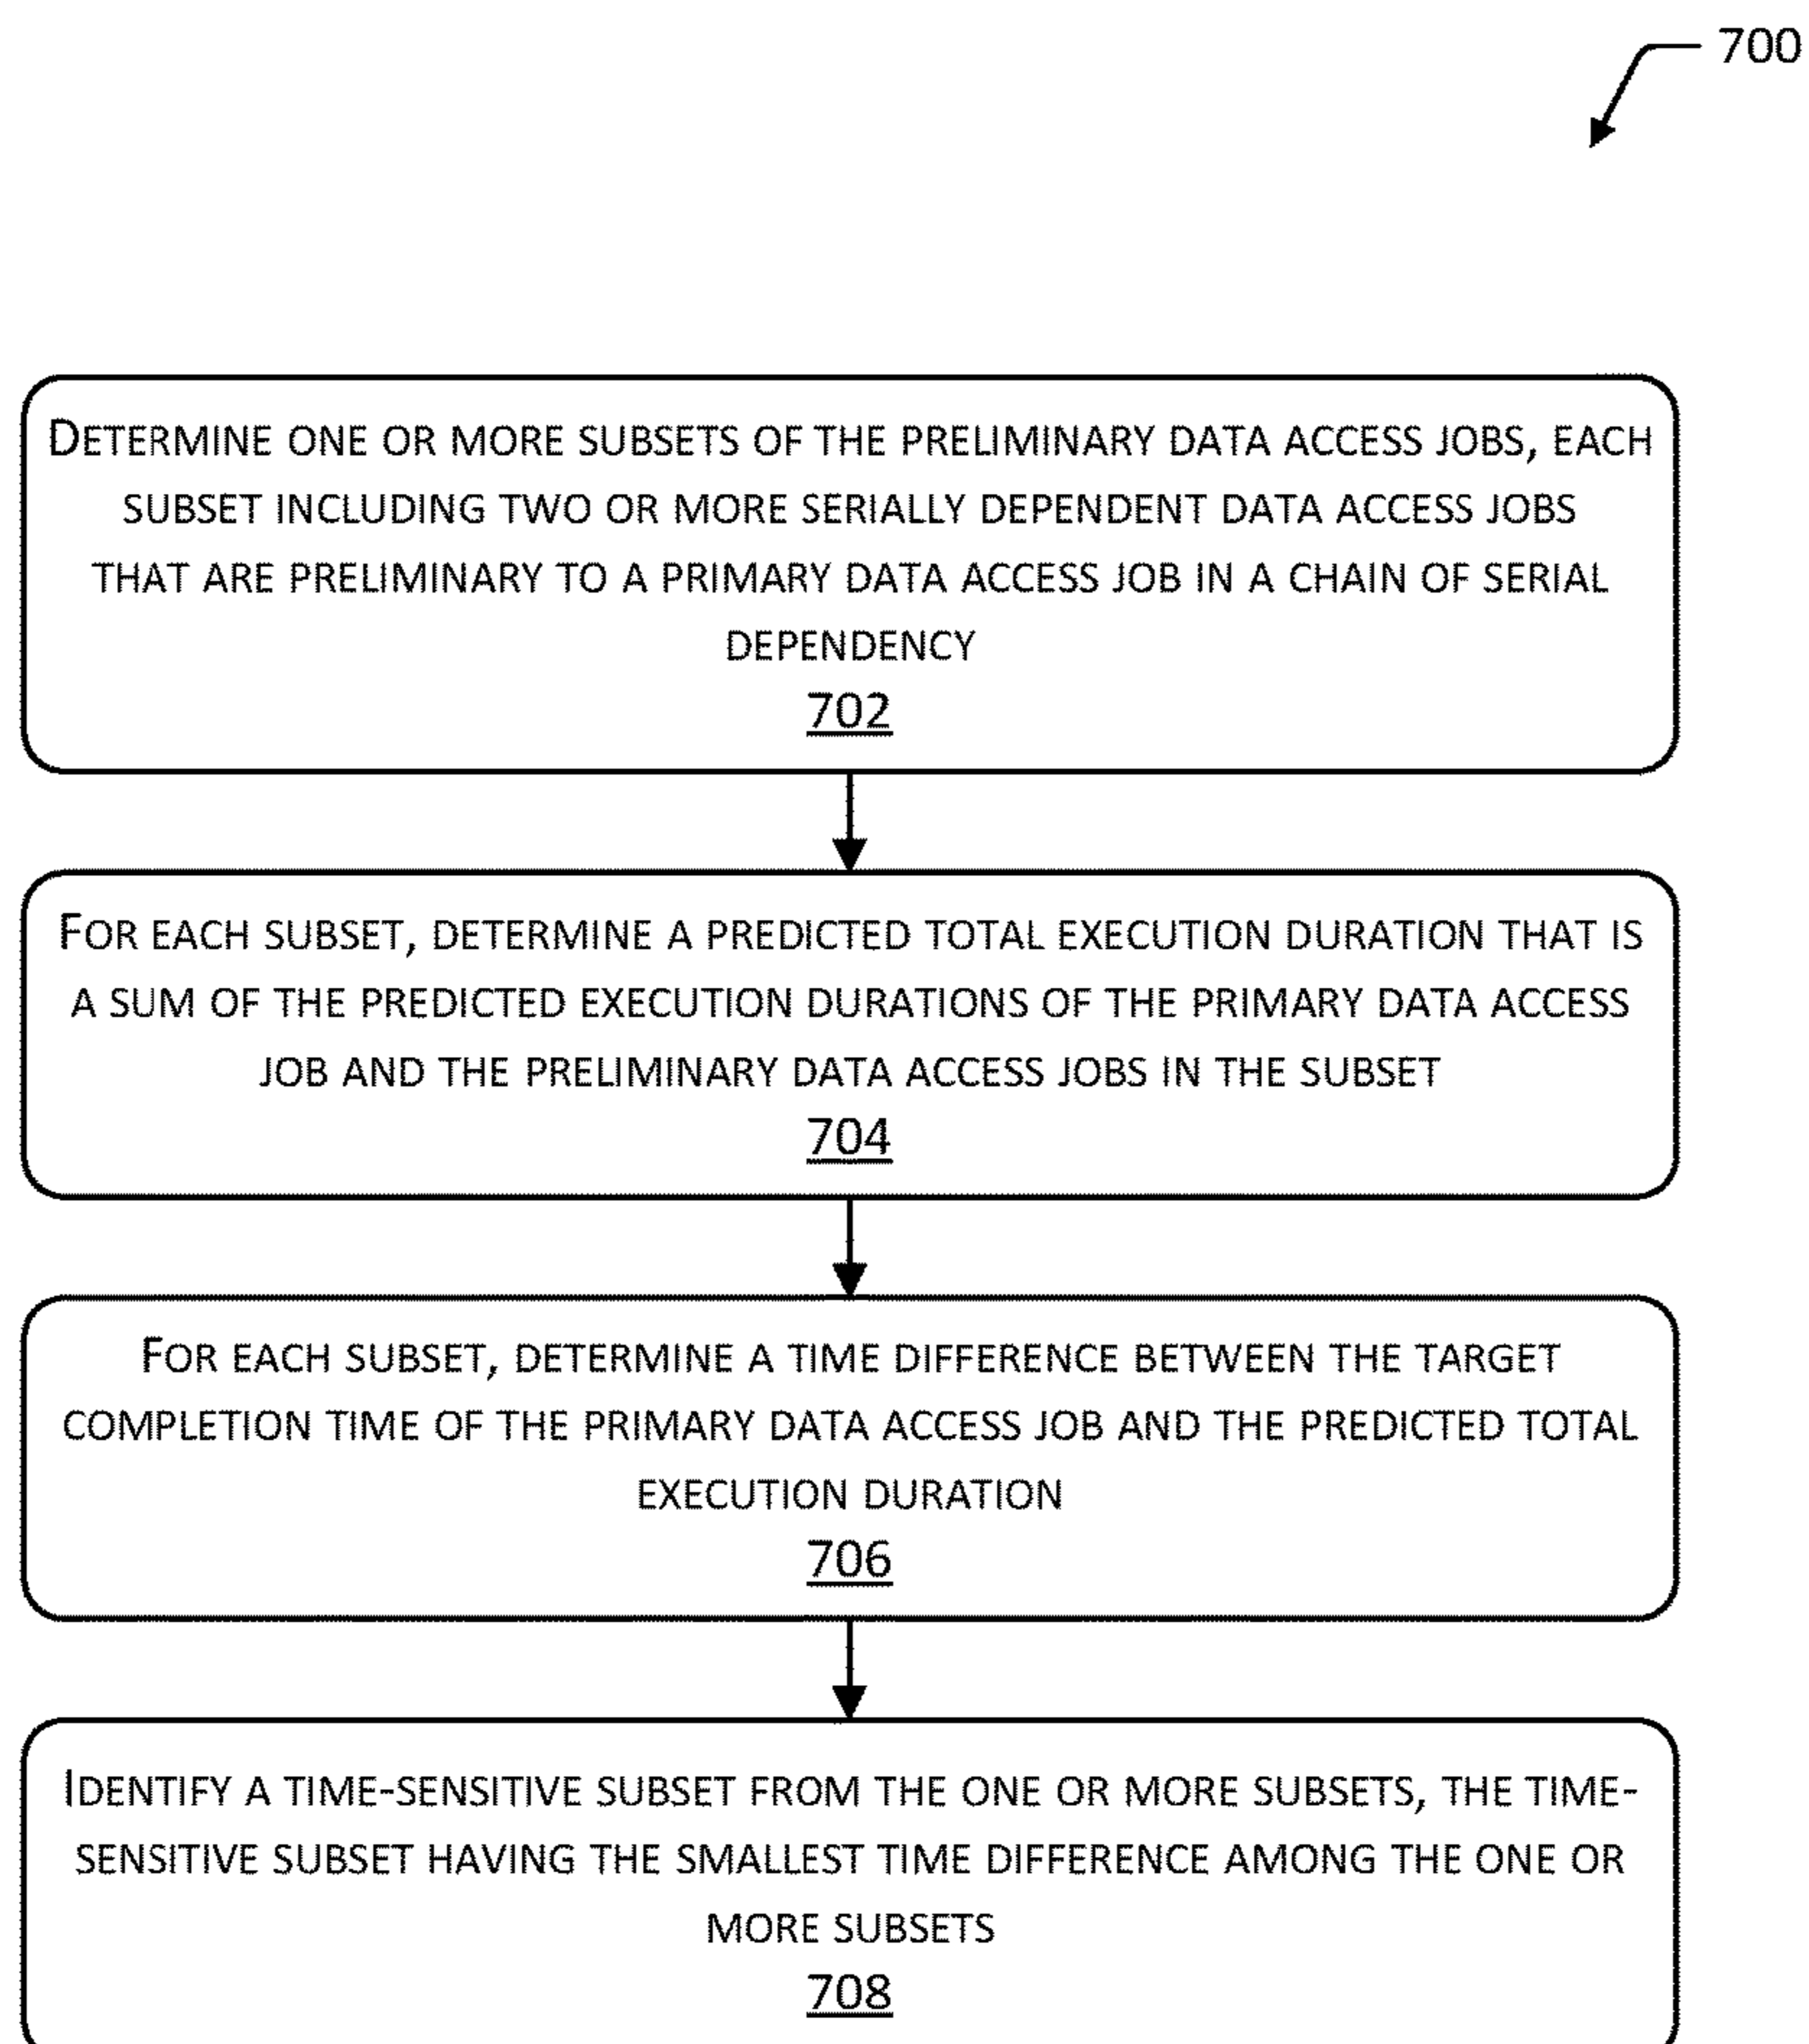 700
DETERMINE ONE OR MORE SUBSETS OF THE PRELIMINARY DATA ACCESS JOBS, EACH
SUBSET INCLUDING TWO OR MORE SERIALLY DEPENDENT DATA ACCESS JOBS
THAT ARE PRELIMINARY TO A PRIMARY DATA ACCESS JOB IN A CHAIN OF SERIAL
DEPENDENCY
702
FOR EACH SUBSET, DETERMINE A PREDICTED TOTAL EXECUTION DURATION THAT IS
A SUM OF THE PREDICTED EXECUTION DURATIONS OF THE PRIMARY DATA ACCESS
JOB AND THE PRELIMINARY DATA ACCESS JOBS IN THE SUBSET
704
FOR EACH SUBSET, DETERMINE A TIME DIFFERENCE BETWEEN THE TARGET
COMPLETION TIME OF THE PRIMARY DATA ACCESS JOB AND THE PREDICTED TOTAL
EXECUTION DURATION
706
IDENTIFY A TIME-SENSITIVE SUBSET FROM THE ONE OR MORE SUBSETS, THE TIME-
SENSITIVE SUBSET HAVING THE SMALLEST TIME DIFFERENCE AMONG THE ONE OR
MORE SUBSETS
708